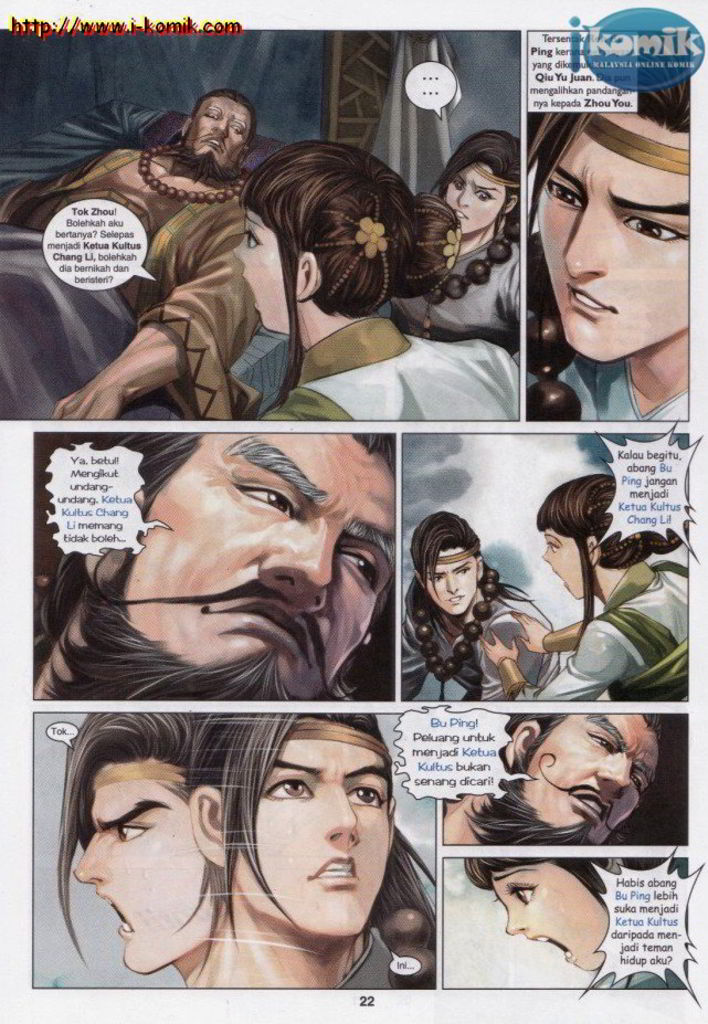 http://www.i-komik.com
ikomik
MALAYSIA ONLINE KOMIK
...
...
Tok Zhou!
Bolehkah aku
bertanya? Selepas
menjadi Ketua Kultus
Chang Li, bolehkah
dia bernikah dan
beristeri?
Ping kerana
yang
Qiu Yu Juan. Dia pun
mengalihkan pandangan-
nya kepada Zhou You.
Ya, betul!
Mengikut
undang-
undang, Ketua
Kultus Chang
Li memang
tidak boleh...
Kalau begitu,
abang Bu
Ping jangan
menjadi
Ketua Kultus
Chang Li!
Tok...
Ini...
Bu Ping!
Peluang untuk
menjadi Ketua
Kultus bukan
senang dicari!
Habis abang
Bu Ping lebih
suka menjadi
Ketua Kultus
daripada men-
jadi teman
hidup aku?
22